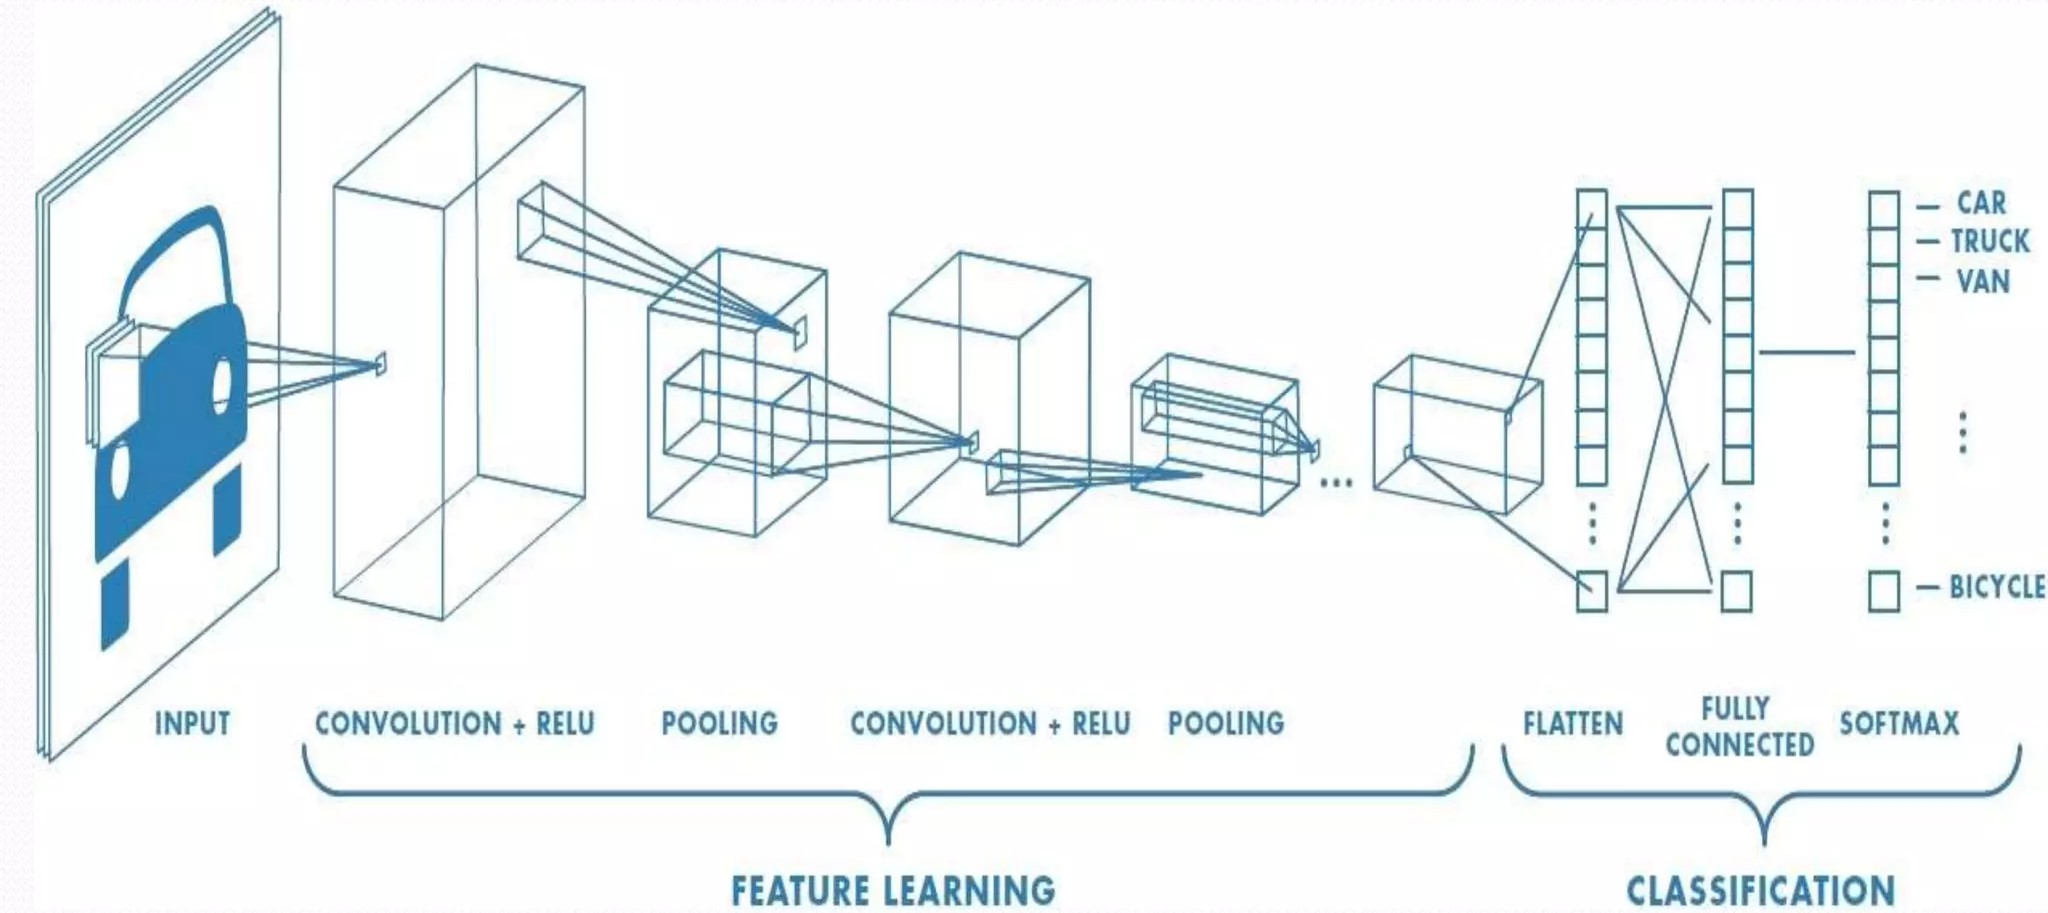 CAR
TRUCK
VAN
BICYCLE
INPUT
CONVOLUTION + RELU
POOLING
CONVOLUTION + RELU
POOLING
FLATTEN
FULLY
CONNECTED
SOFTMAX
FEATURE LEARNING
CLASSIFICATION